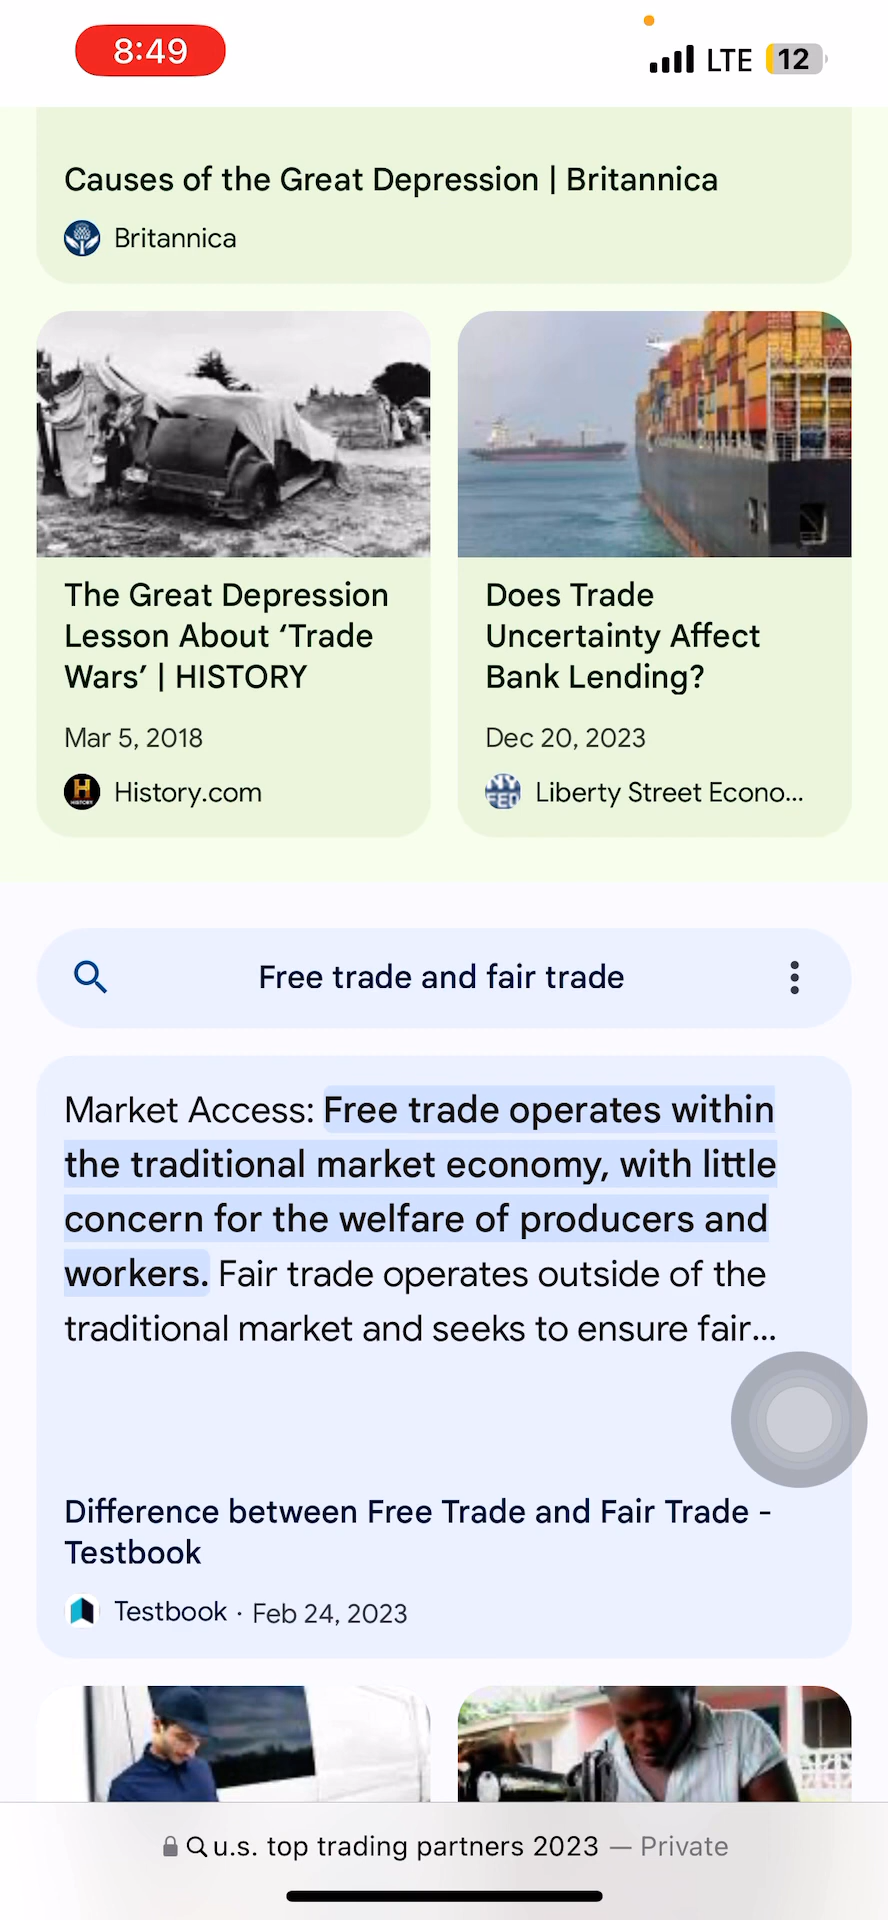 8:49
LTE 12
Causes of the Great Depression | Britannica
Britannica
The Great Depression
Lesson About ‘Trade
Wars’ | HISTORY
Mar 5, 2018
H
HISTORY
History.com
Does Trade
Uncertainty Affect
Bank Lending?
Dec 20, 2023
NY
FED
Liberty Street Econo...
Free trade and fair trade
Market Access: Free trade operates within
the traditional market economy, with little
concern for the welfare of producers and
workers. Fair trade operates outside of the
traditional market and seeks to ensure fair...
Difference between Free Trade and Fair Trade -
Testbook
Testbook · Feb 24, 2023
u.s. top trading partners 2023 — Private